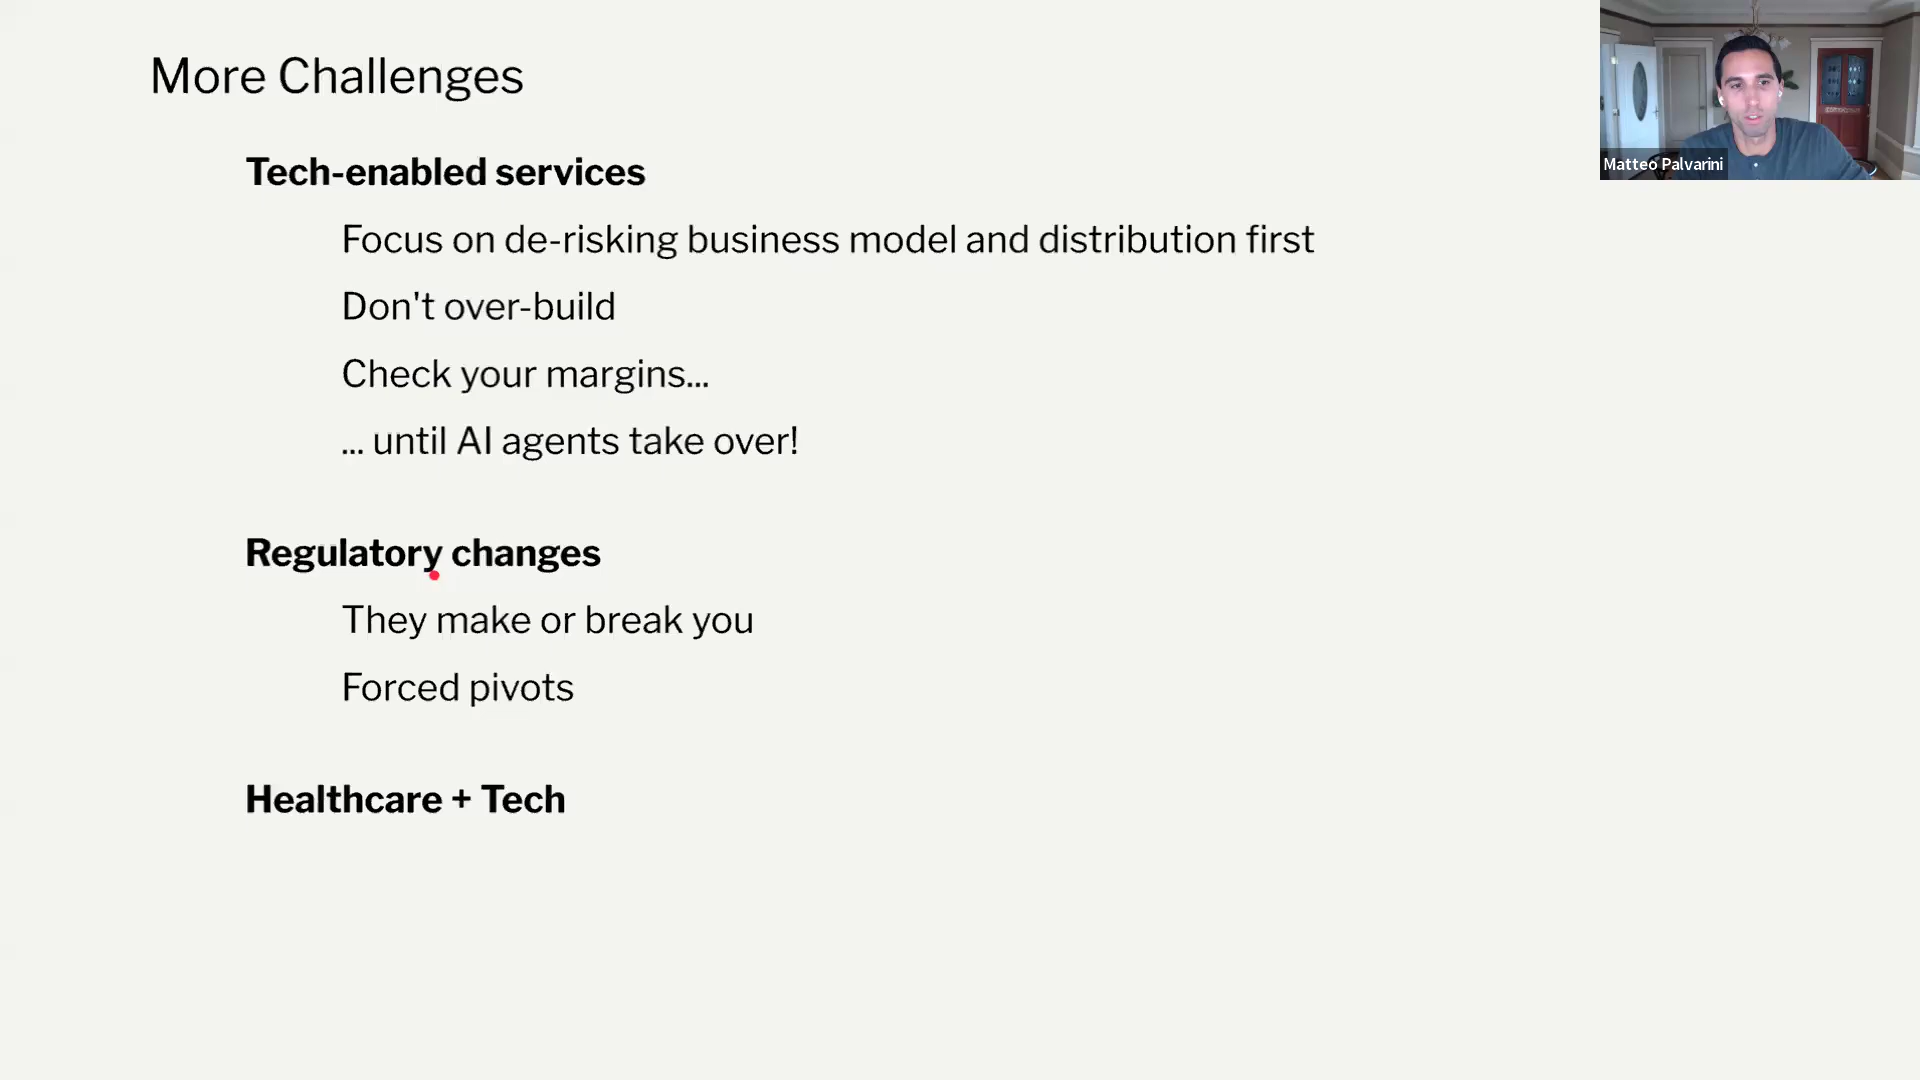 More Challenges
Matteo Palvarini
Tech-enabled services
Focus on de-risking business model and distribution first
Don't over-build
Check your margins...
... until AI agents take over!
Regulatory changes
They make or break you
Forced pivots
Healthcare + Tech